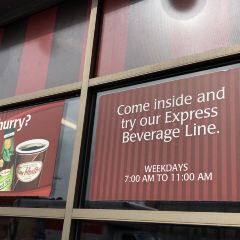 hurry?
Come inside and
try our Express
Beverage Line.
WEEKDAYS
7:00 AM TO 11:00 AM